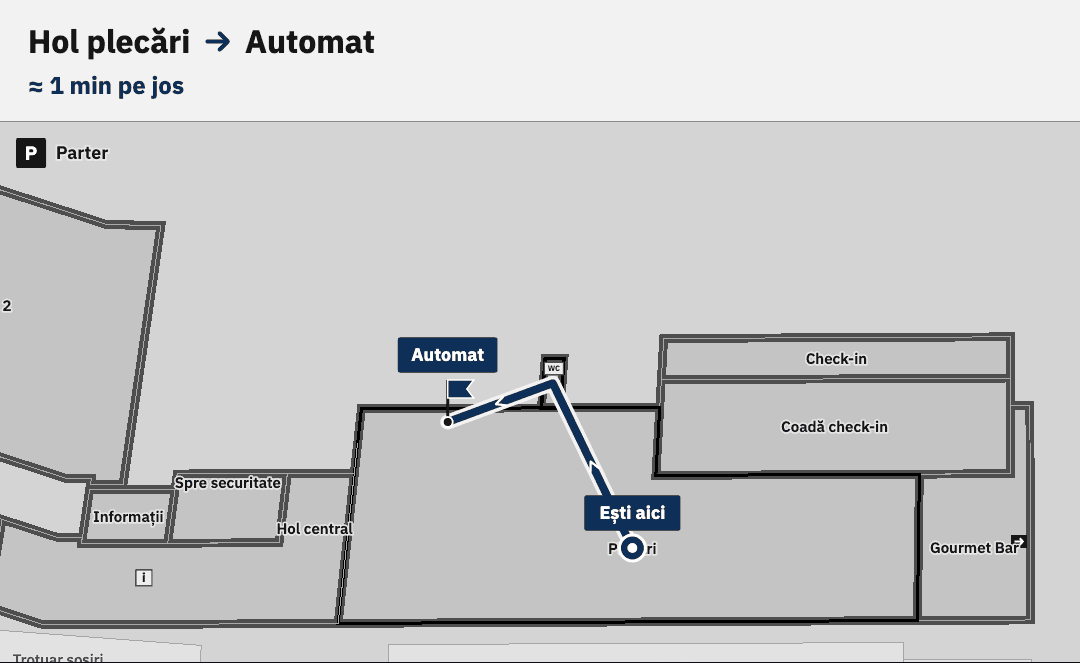 Hol plecări → Automat
≈ 1 min pe jos
P Parter
2
Automat
wc
Check-in
Coadă check-in
Spre securitate
Informații
Hol central
Ești aici
Gourmet Bar
i
Trotuar sosiri